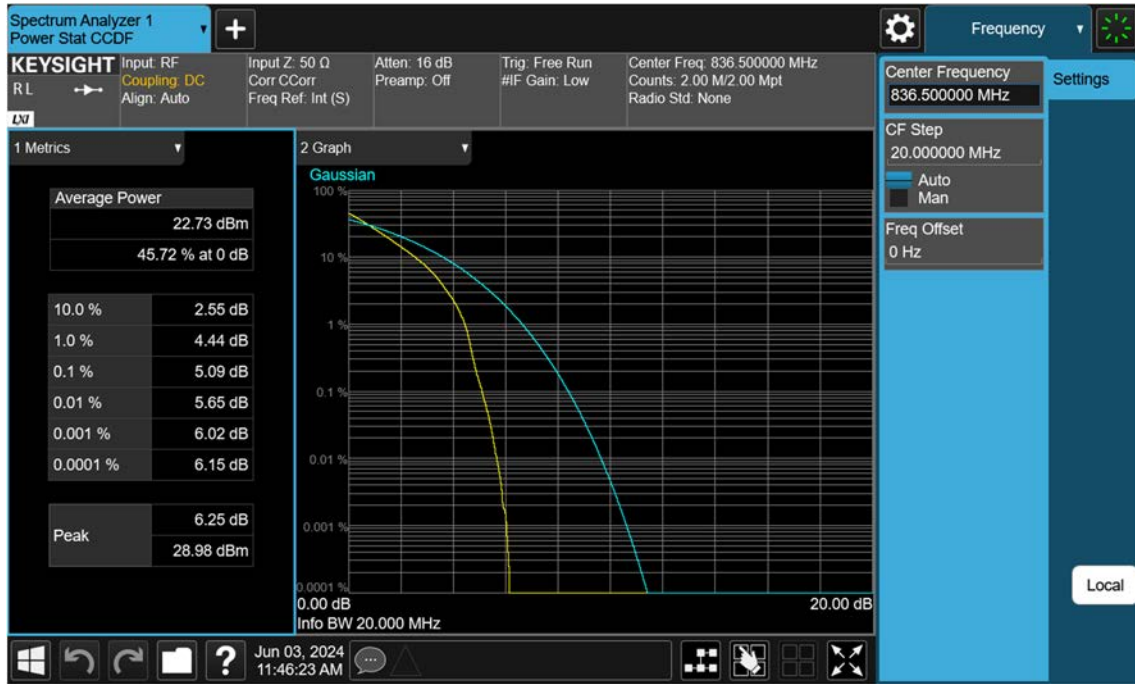 Spectrum Analyzer 1
Power Stat CCDF
+
Frequency
KEYSIGHT
RL
LXI
Input: RF
Coupling: DC
Align: Auto
Input Z: 50 Ω
Corr CCorr
Freq Ref: Int (S)
Atten: 16 dB
Preamp: Off
Trig: Free Run
#IF Gain: Low
Center Freq: 836.500000 MHz
Counts: 2.00 M/2.00 Mpt
Radio Std: None
Center Frequency
836.500000 MHz
Settings
CF Step
20.000000 MHz
Auto
Man
Freq Offset
0 Hz
Local
1 Metrics
Average Power
22.73 dBm
45.72 % at 0 dB
10.0 % 2.55 dB
1.0 % 4.44 dB
0.1 % 5.09 dB
0.01 % 5.65 dB
0.001 % 6.02 dB
0.0001 % 6.15 dB
Peak
6.25 dB
28.98 dBm
2 Graph
Gaussian
100 %
10 %
1 %
0.1 %
0.01 %
0.001 %
0.0001 %
0.00 dB 20.00 dB
Info BW 20.000 MHz
?
Jun 03, 2024
11:46:23 AM